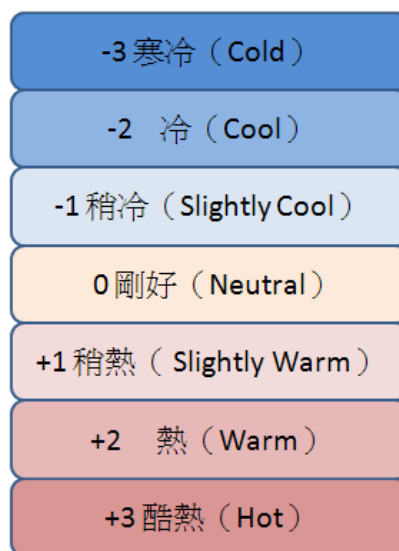 -3 寒冷（Cold）
-2　冷（Cool）
-1 稍冷（Slightly Cool）
0 剛好（Neutral）
+1 稍熱（ Slightly Warm）
+2　熱（Warm）
+3 酷熱（Hot）